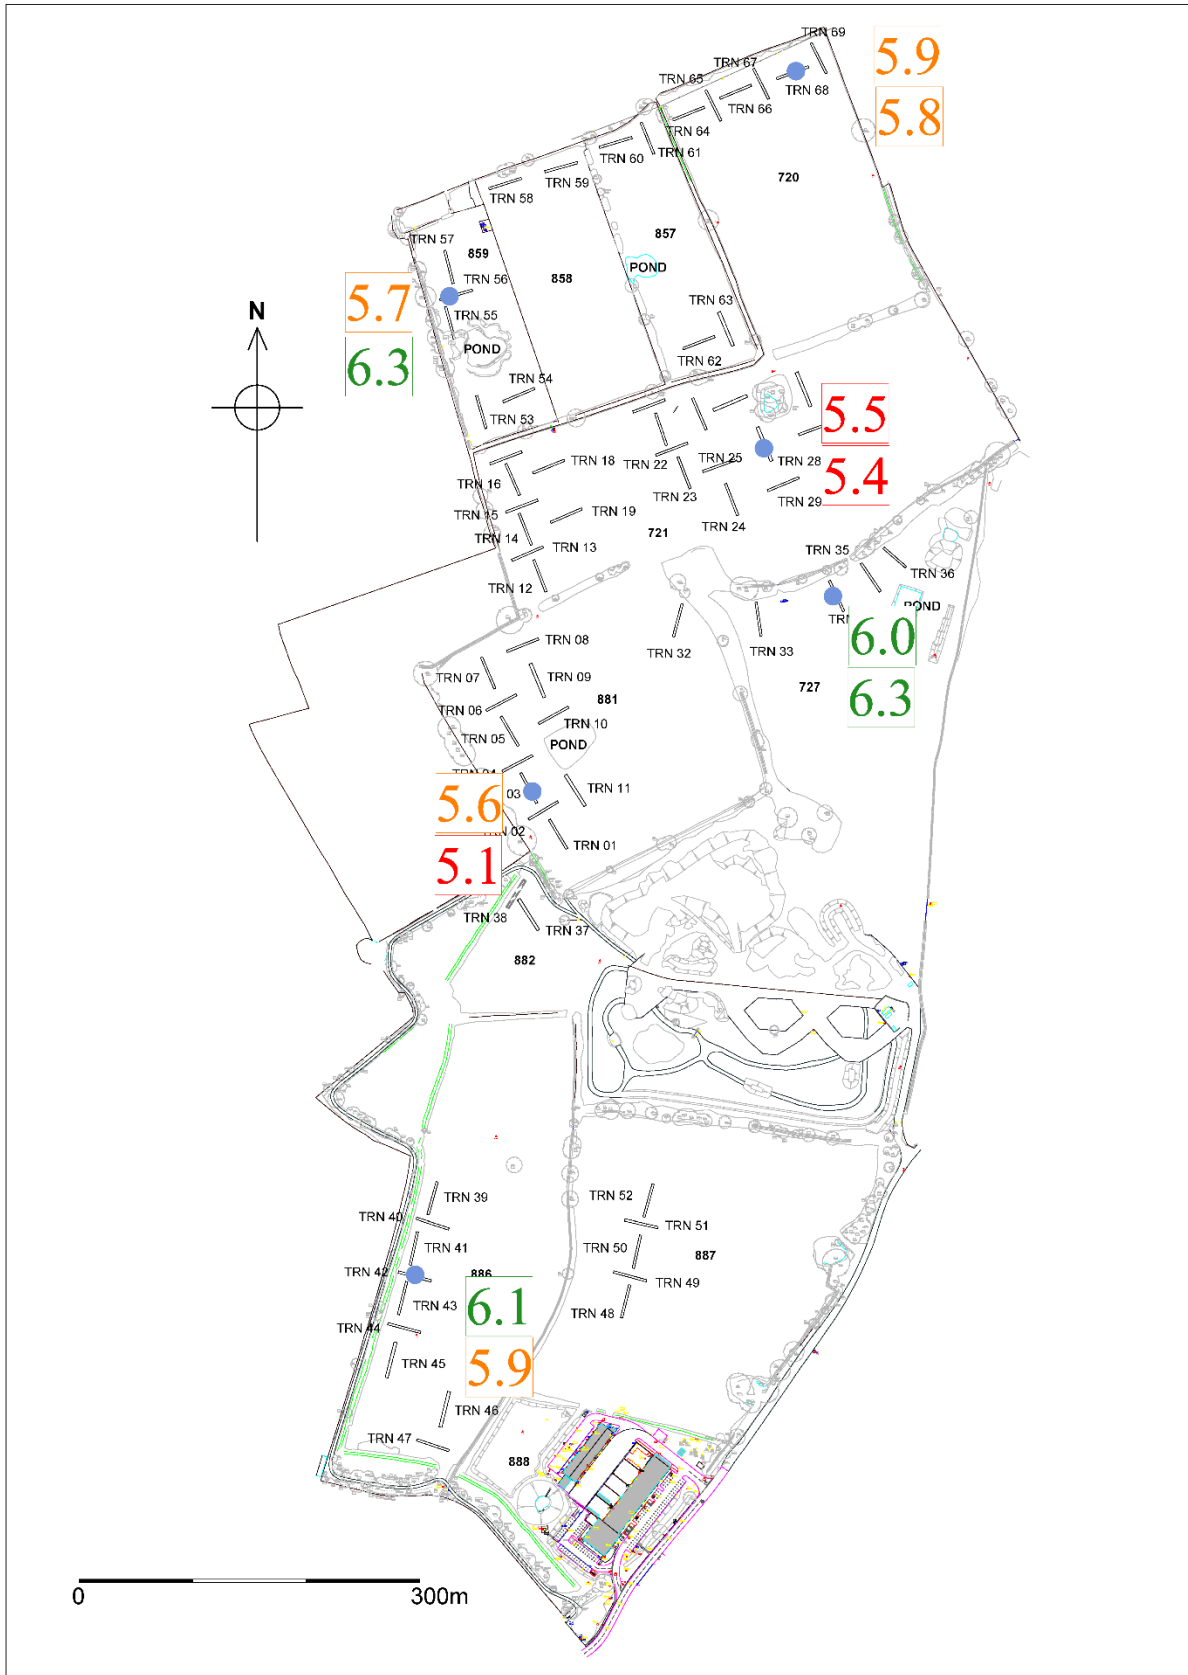 TRN 69
5.9
TRN 67
TRN 65
TRN 68
5.8
TRN 66
TRN 64
TRN 61
TRN 60
720
TRN 59
TRN 58
857
TRN 57
859
POND
858
TRN 56
5.7
TRN 55
TRN 63
N
POND
6.3
TRN 62
TRN 54
TRN 53
5.5
TRN 25
TRN 28
TRN 22
TRN 18
5.4
TRN 16
TRN 23
TRN 29
TRN 24
TRN 15
TRN 19
721
TRN 14
TRN 13
TRN 35
TRN 36
TRN 12
POND
6.0
TRN 08
TRN 32
TRN 33
TRN 07
TRN 09
727
6.3
881
TRN 06
TRN 10
TRN 05
POND
03
TRN 11
5.6
02
TRN 01
5.1
TRN 38
TRN 37
882
TRN 39
TRN 52
TRN 40
TRN 51
TRN 41
TRN 50
887
TRN 42
886
TRN 49
TRN 43
6.1
TRN 48
TRN 44
TRN 45
5.9
TRN 46
TRN 47
888
0
300m